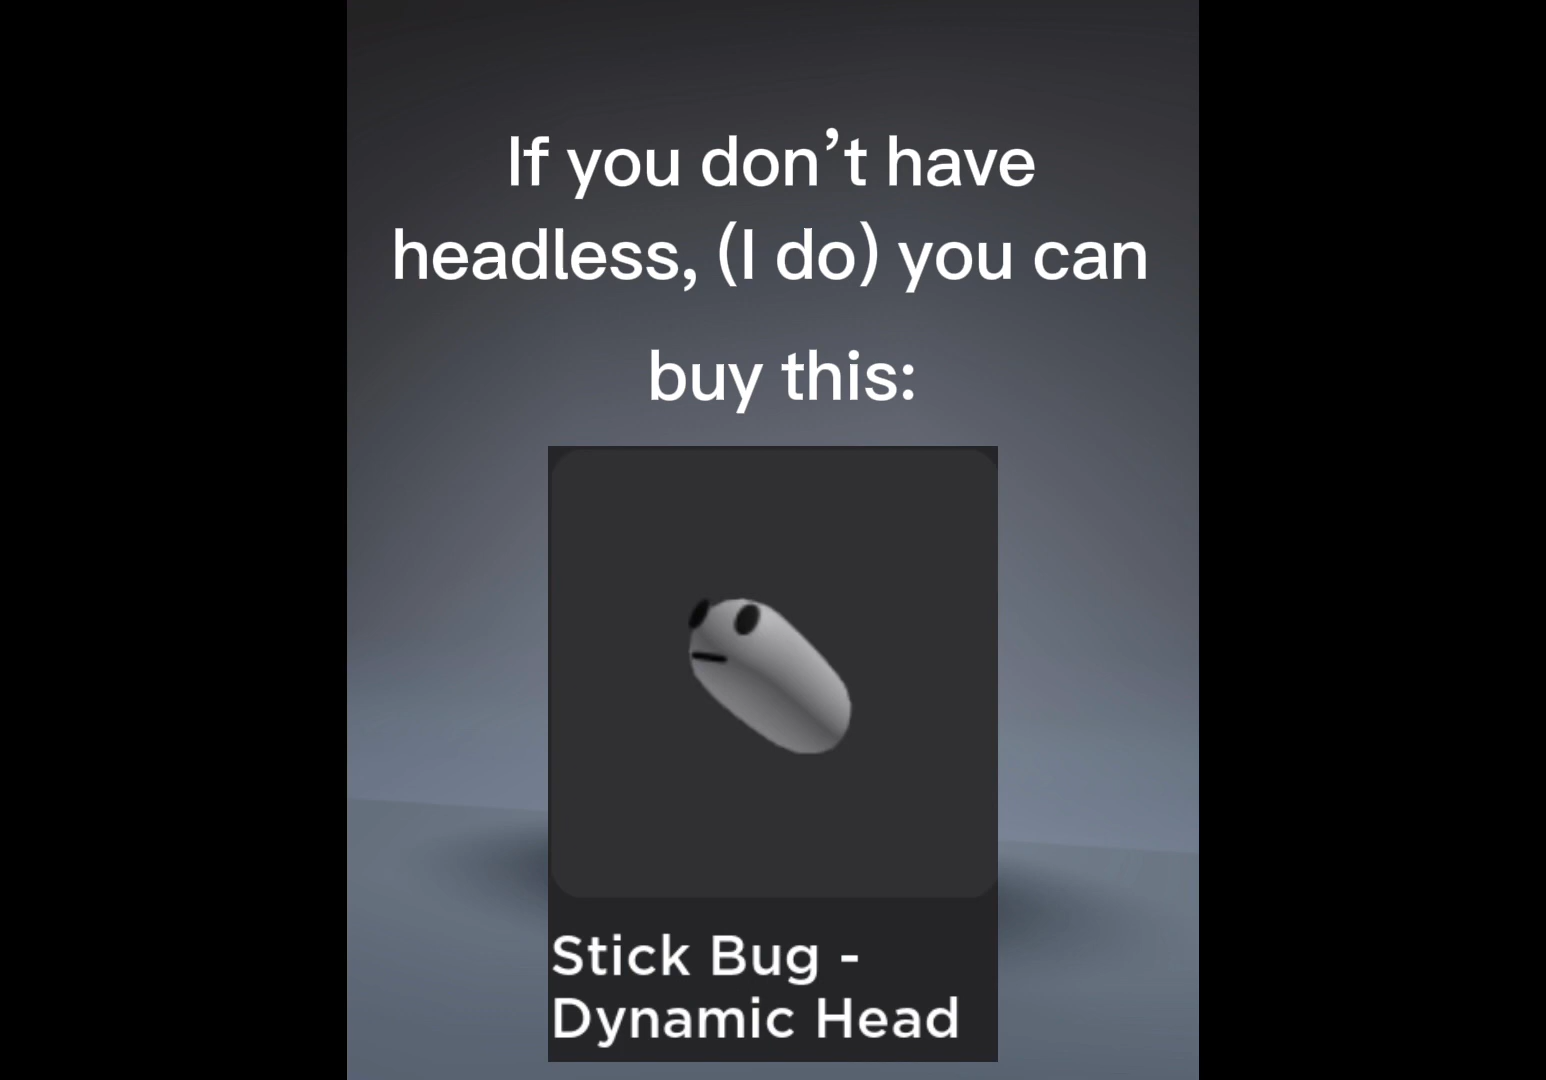 If you don’t have
headless, (I do) you can
buy this:
Stick Bug -
Dynamic Head